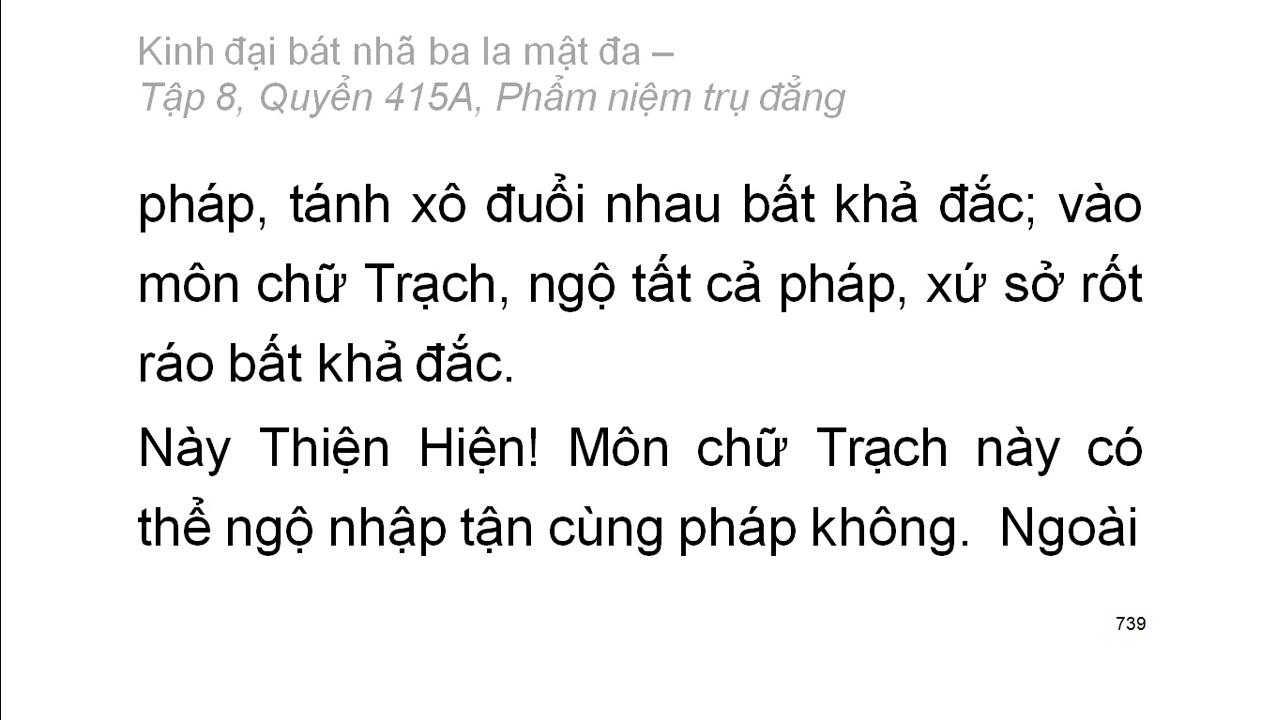 Kinh đại bát nhã ba la mật đa –
Tập 8, Quyển 415A, Phẩm niệm trụ đẳng
pháp, tánh xô đuổi nhau bất khả đắc; vào
môn chữ Trạch, ngộ tất cả pháp, xứ sở rốt
ráo bất khả đắc.
Này Thiện Hiện! Môn chữ Trạch này có
thể ngộ nhập tận cùng pháp không. Ngoài
739